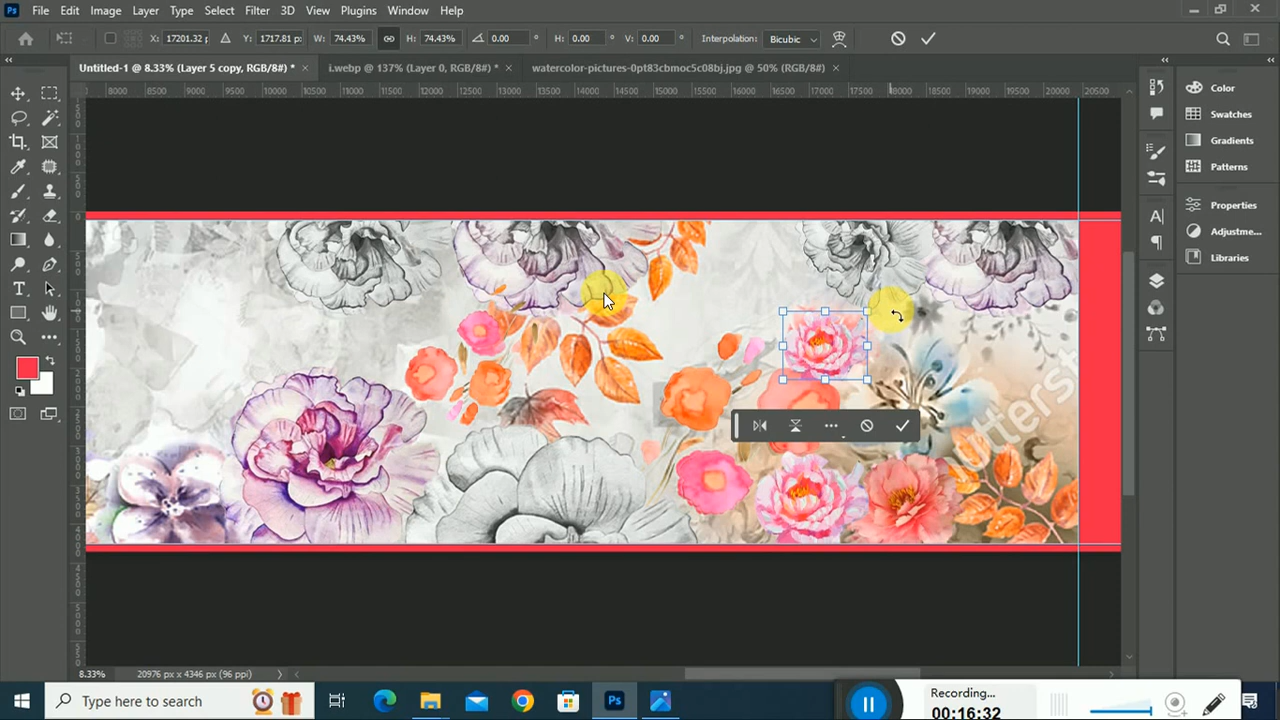 Ps File Edit Image Layer Type Select Filter 3D View Plugins Window Help
X: 17201.32 p Y: 1717.81 px W: 74.43% H: 74.43% 0.00 ° H: 0.00 ° V: 0.00 ° Interpolation: Bicubic
Untitled-1 @ 8.33% (Layer 5 copy, RGB/8#) * × i.webp @ 137% (Layer 0, RGB/8#) * × watercolor-pictures-0pt83cbmoc5c08bj.jpg @ 50% (RGB/8#) ×
8000 8500 9000 9500 10000 10500 11000 11500 12000 12500 13000 13500 14000 14500 15000 15500 16000 16500 17000 17500 18000 18500 19000 19500 20000 20500
Color
Swatches
Gradients
Patterns
Properties
Adjustme...
Libraries
utterst
8.33% 20976 px x 4346 px (96 ppi)
Type here to search
Ps
Recording...
00:16:32